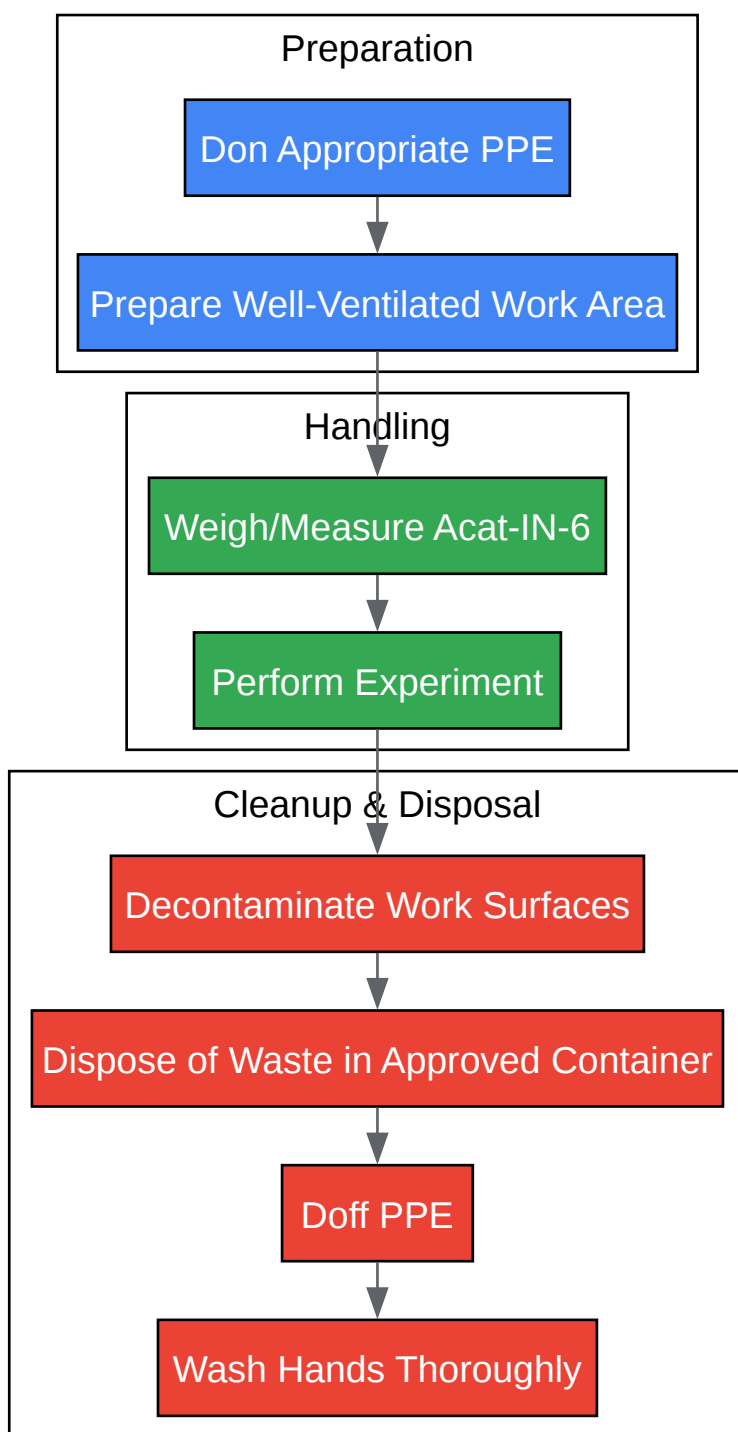 Preparation
Don Appropriate PPE
Prepare Well-Ventilated Work Area
Handling
Weigh/Measure Acat-IN-6
Perform Experiment
Cleanup & Disposal
Decontaminate Work Surfaces
Dispose of Waste in Approved Container
Doff PPE
Wash Hands Thoroughly